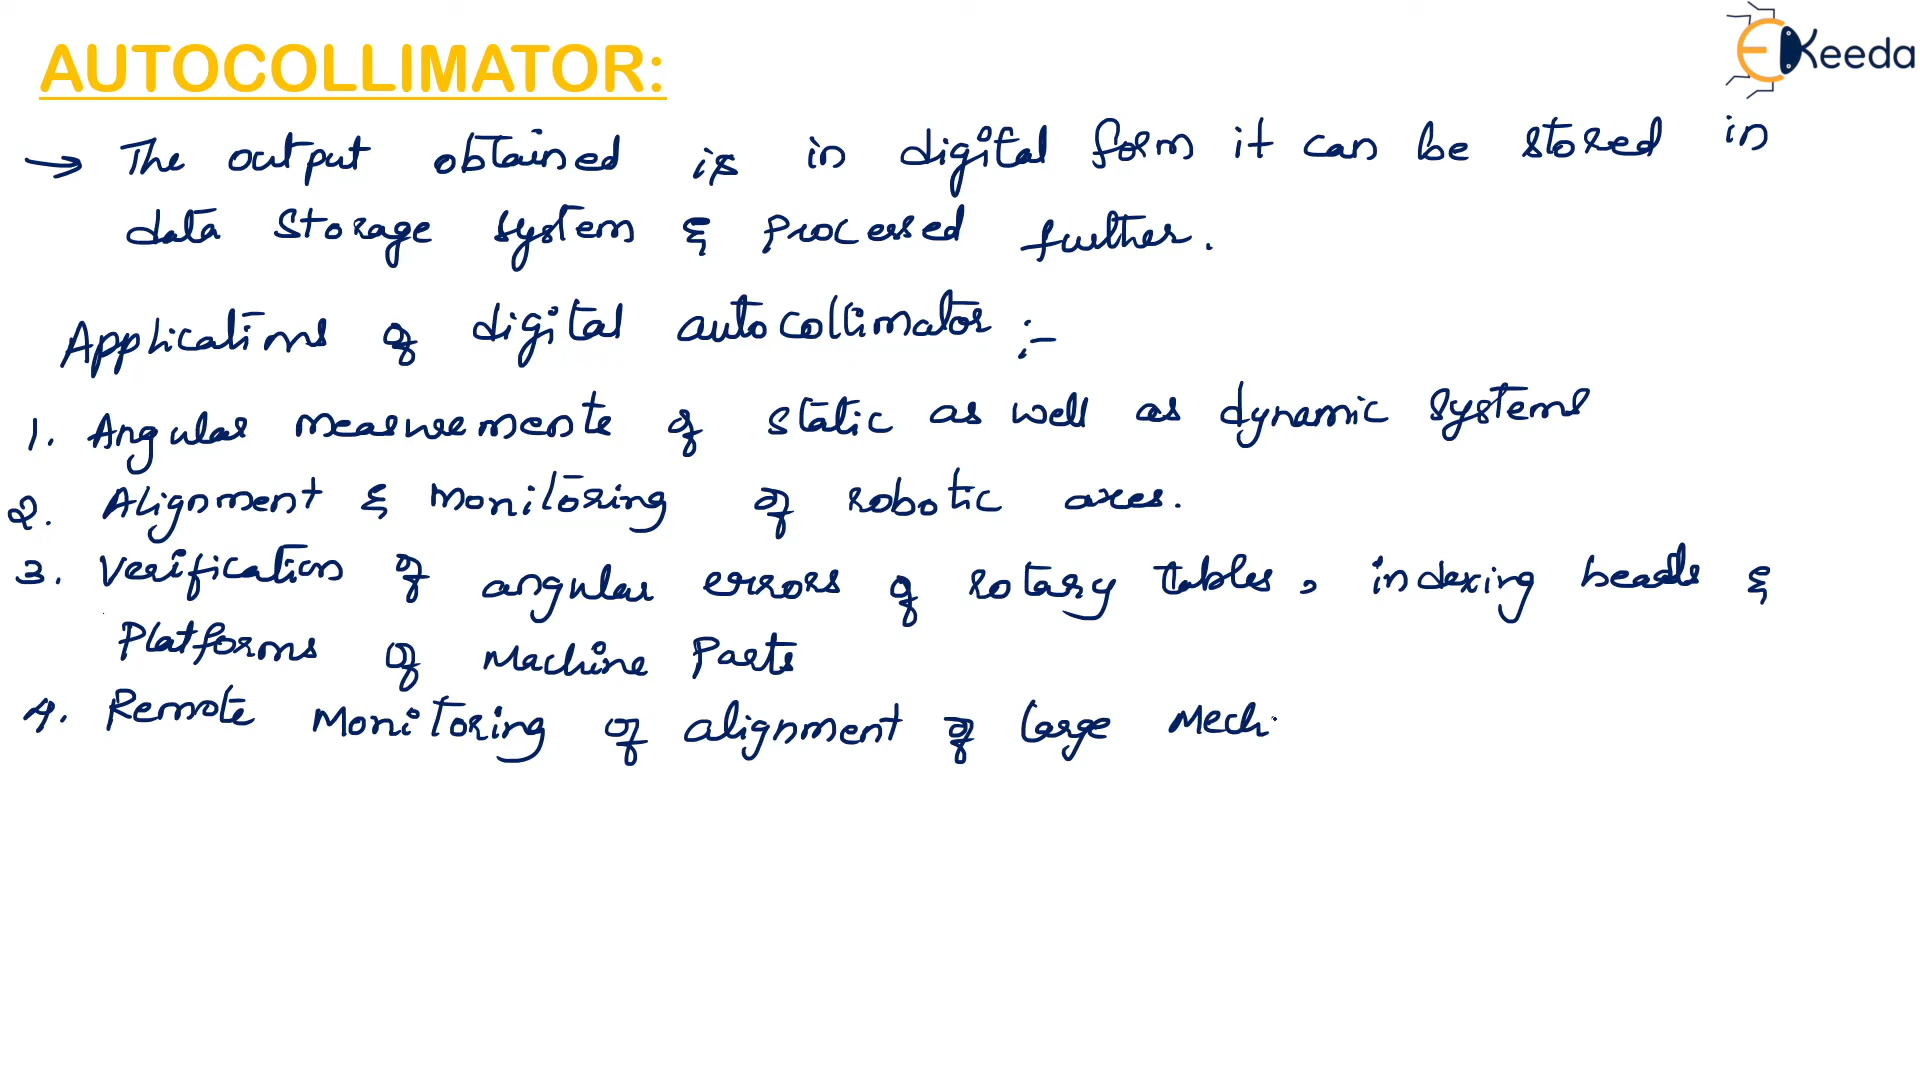 AUTOCOLLIMATOR:
EKeeda
→ The output obtained is in digital form it can be stored in
data storage system & processed further.
Applications of digital autocollimator :-
1. Angular measurements of static as well as dynamic systems
2. Alignment & monitoring of robotic axes.
3. Verification of angular errors of rotary tables, indexing heads &
Platforms of Machine Parts
4. Remote Monitoring of alignment of large Mech